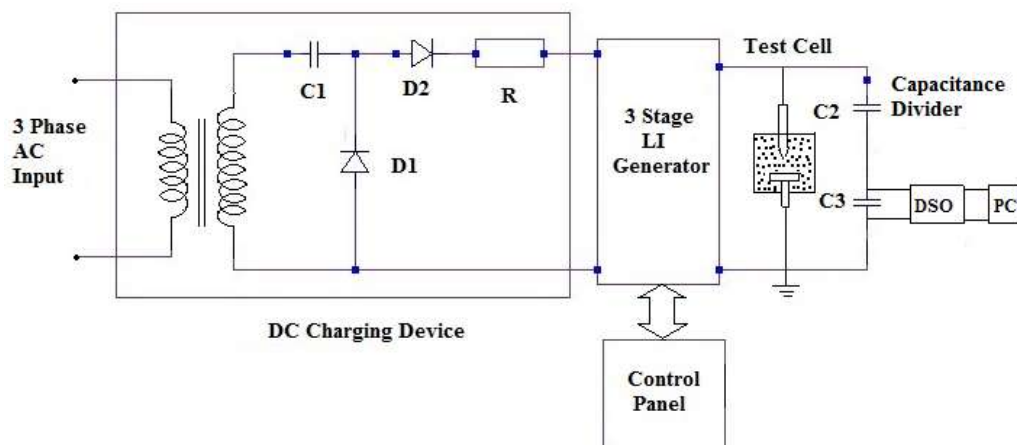 3 Phase
AC
Input
C1
D2
R
D1
DC Charging Device
3 Stage
LI
Generator
Control
Panel
Test Cell
Capacitance
Divider
C2
C3
DSO
PC